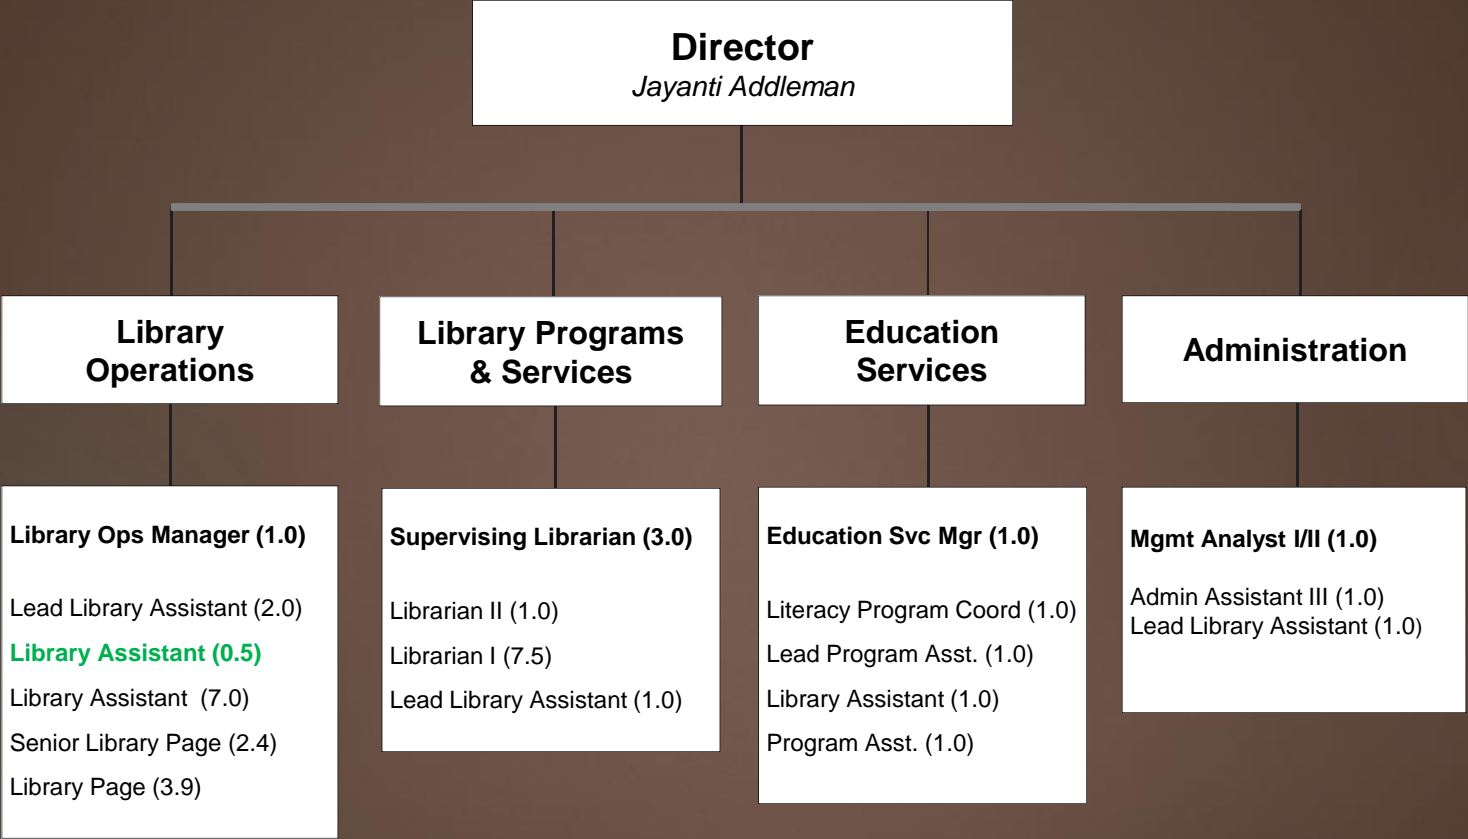 Director
Jayanti Addleman
Library
Operations
Library Programs
& Services
Education
Services
Administration
Library Ops Manager (1.0)
Lead Library Assistant (2.0)
Library Assistant (0.5)
Library Assistant  (7.0)
Senior Library Page (2.4)
Library Page (3.9)
Supervising Librarian (3.0)
Librarian II (1.0)
Librarian I (7.5)
Lead Library Assistant (1.0)
Education Svc Mgr (1.0)
Literacy Program Coord (1.0)
Lead Program Asst. (1.0)
Library Assistant (1.0)
Program Asst. (1.0)
Mgmt Analyst I/II (1.0)
Admin Assistant III (1.0)
Lead Library Assistant (1.0)